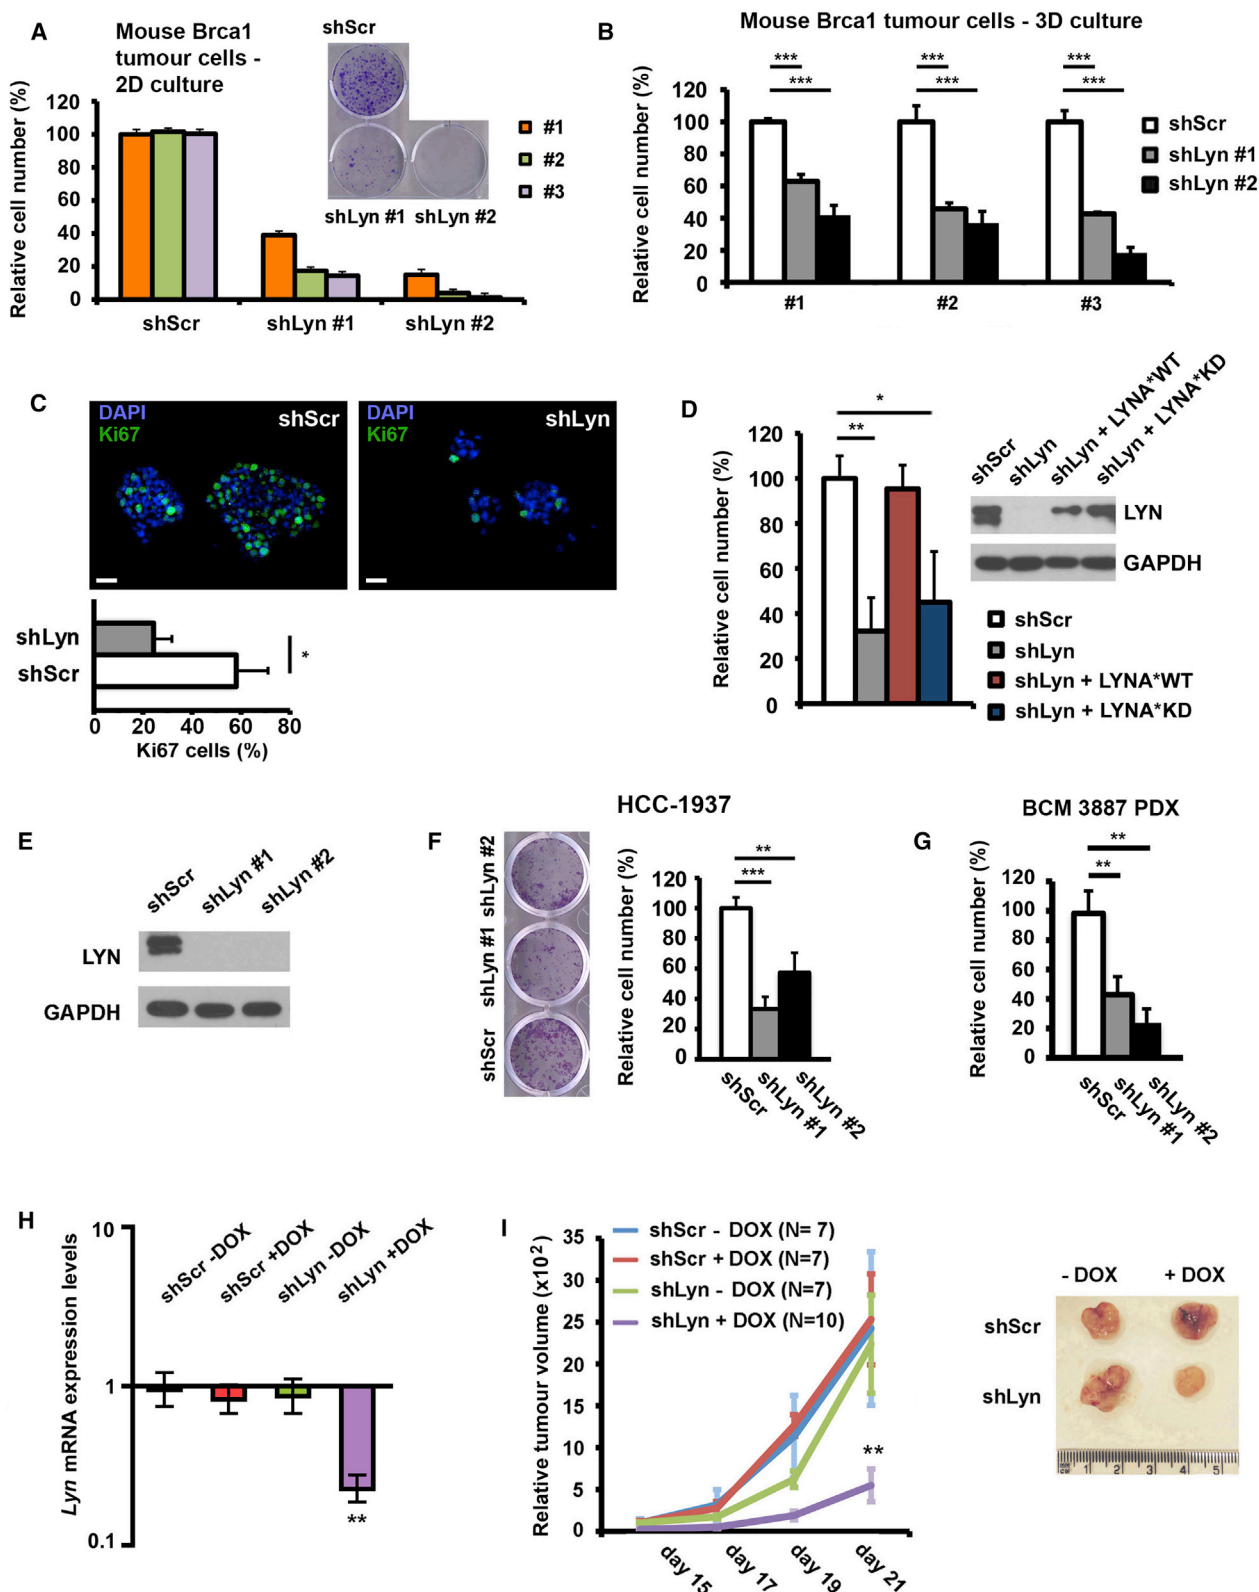 A
Mouse Brca1
tumour cells -
2D culture
shScr
Relative cell number (%)
120
100
80
60
40
20
0
shScr
shLyn #1
shLyn #2
shLyn #1 shLyn #2
#1
#2
#3
B
Mouse Brca1 tumour cells - 3D culture
Relative cell number (%)
120
100
80
60
40
20
0
***
***
***
***
***
***
#1
#2
#3
shScr
shLyn #1
shLyn #2
C
DAPI
Ki67
shScr
DAPI
Ki67
shLyn
shLyn
shScr
*
0
20
40
60
80
Ki67 cells (%)
D
Relative cell number (%)
120
100
80
60
40
20
0
*
**
shScr
shLyn
shLyn + LYNA*WT
shLyn + LYNA*KD
LYN
GAPDH
shScr
shLyn
shLyn + LYNA*WT
shLyn + LYNA*KD
E
shScr
shLyn #1
shLyn #2
LYN
GAPDH
F
HCC-1937
shScr
shLyn #1
shLyn #2
Relative cell number (%)
120
100
80
60
40
20
0
**
***
shScr
shLyn #1
shLyn #2
G
BCM 3887 PDX
Relative cell number (%)
120
100
80
60
40
20
0
**
**
shScr
shLyn #1
shLyn #2
H
Lyn mRNA expression levels
10
1
0.1
shScr -DOX
shScr +DOX
shLyn -DOX
shLyn +DOX
**
I
Relative tumour volume (x10²)
35
30
25
20
15
10
5
0
shScr - DOX (N= 7)
shScr + DOX (N=7)
shLyn - DOX (N=7)
shLyn + DOX (N=10)
**
day 15
day 17
day 19
day 21
- DOX
+ DOX
shScr
shLyn
1
2
3
4
5